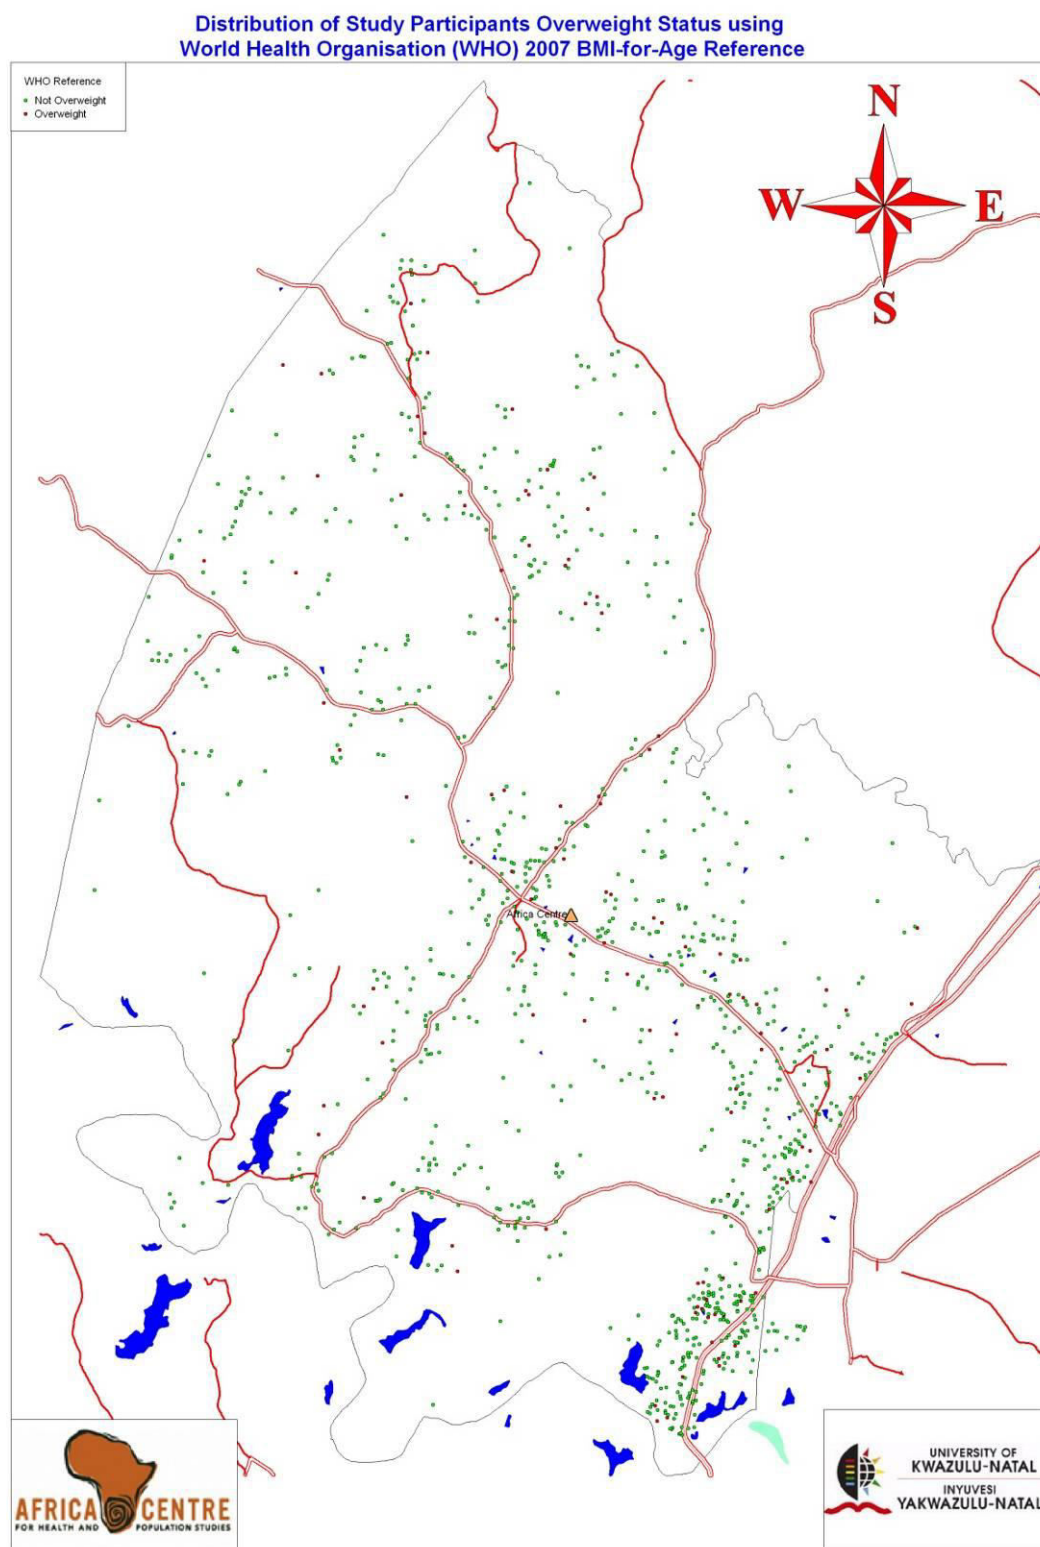 Distribution of Study Participants Overweight Status using
World Health Organisation (WHO) 2007 BMI-for-Age Reference
WHO Reference
Not Overweight
Overweight
N
W
E
S
Africa Centre
AFRICA CENTRE
FOR HEALTH AND POPULATION STUDIES
UNIVERSITY OF
KWAZULU-NATAL
INYUVESI
YAKWAZULU-NATALI